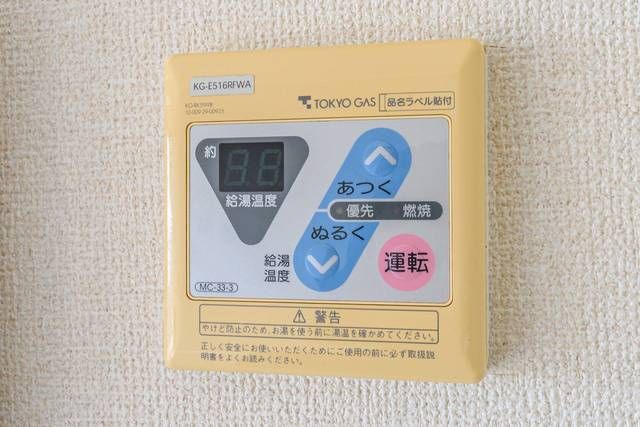 KG-E516RFWA
TOKYO GAS
品名ラベル貼付
約
給湯温度
あつく
優先 燃焼
ぬるく
給湯
温度
運転
MC-33-3
⚠ 警告
やけど防止のため、お湯を使う前に湯温を確かめてください。
正しく安全にお使いいただくためにご使用の前に必ず取扱説
明書をよくお読みください。